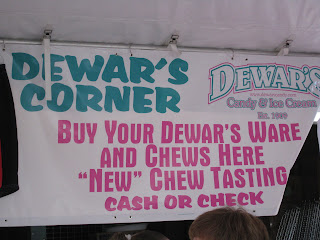 DEWAR'S
CORNER
DEWAR'S
Candy & Ice Cream
Est. 1909
BUY YOUR DEWAR'S WARE
AND CHEWS HERE
"NEW" CHEW TASTING
CASH OR CHECK